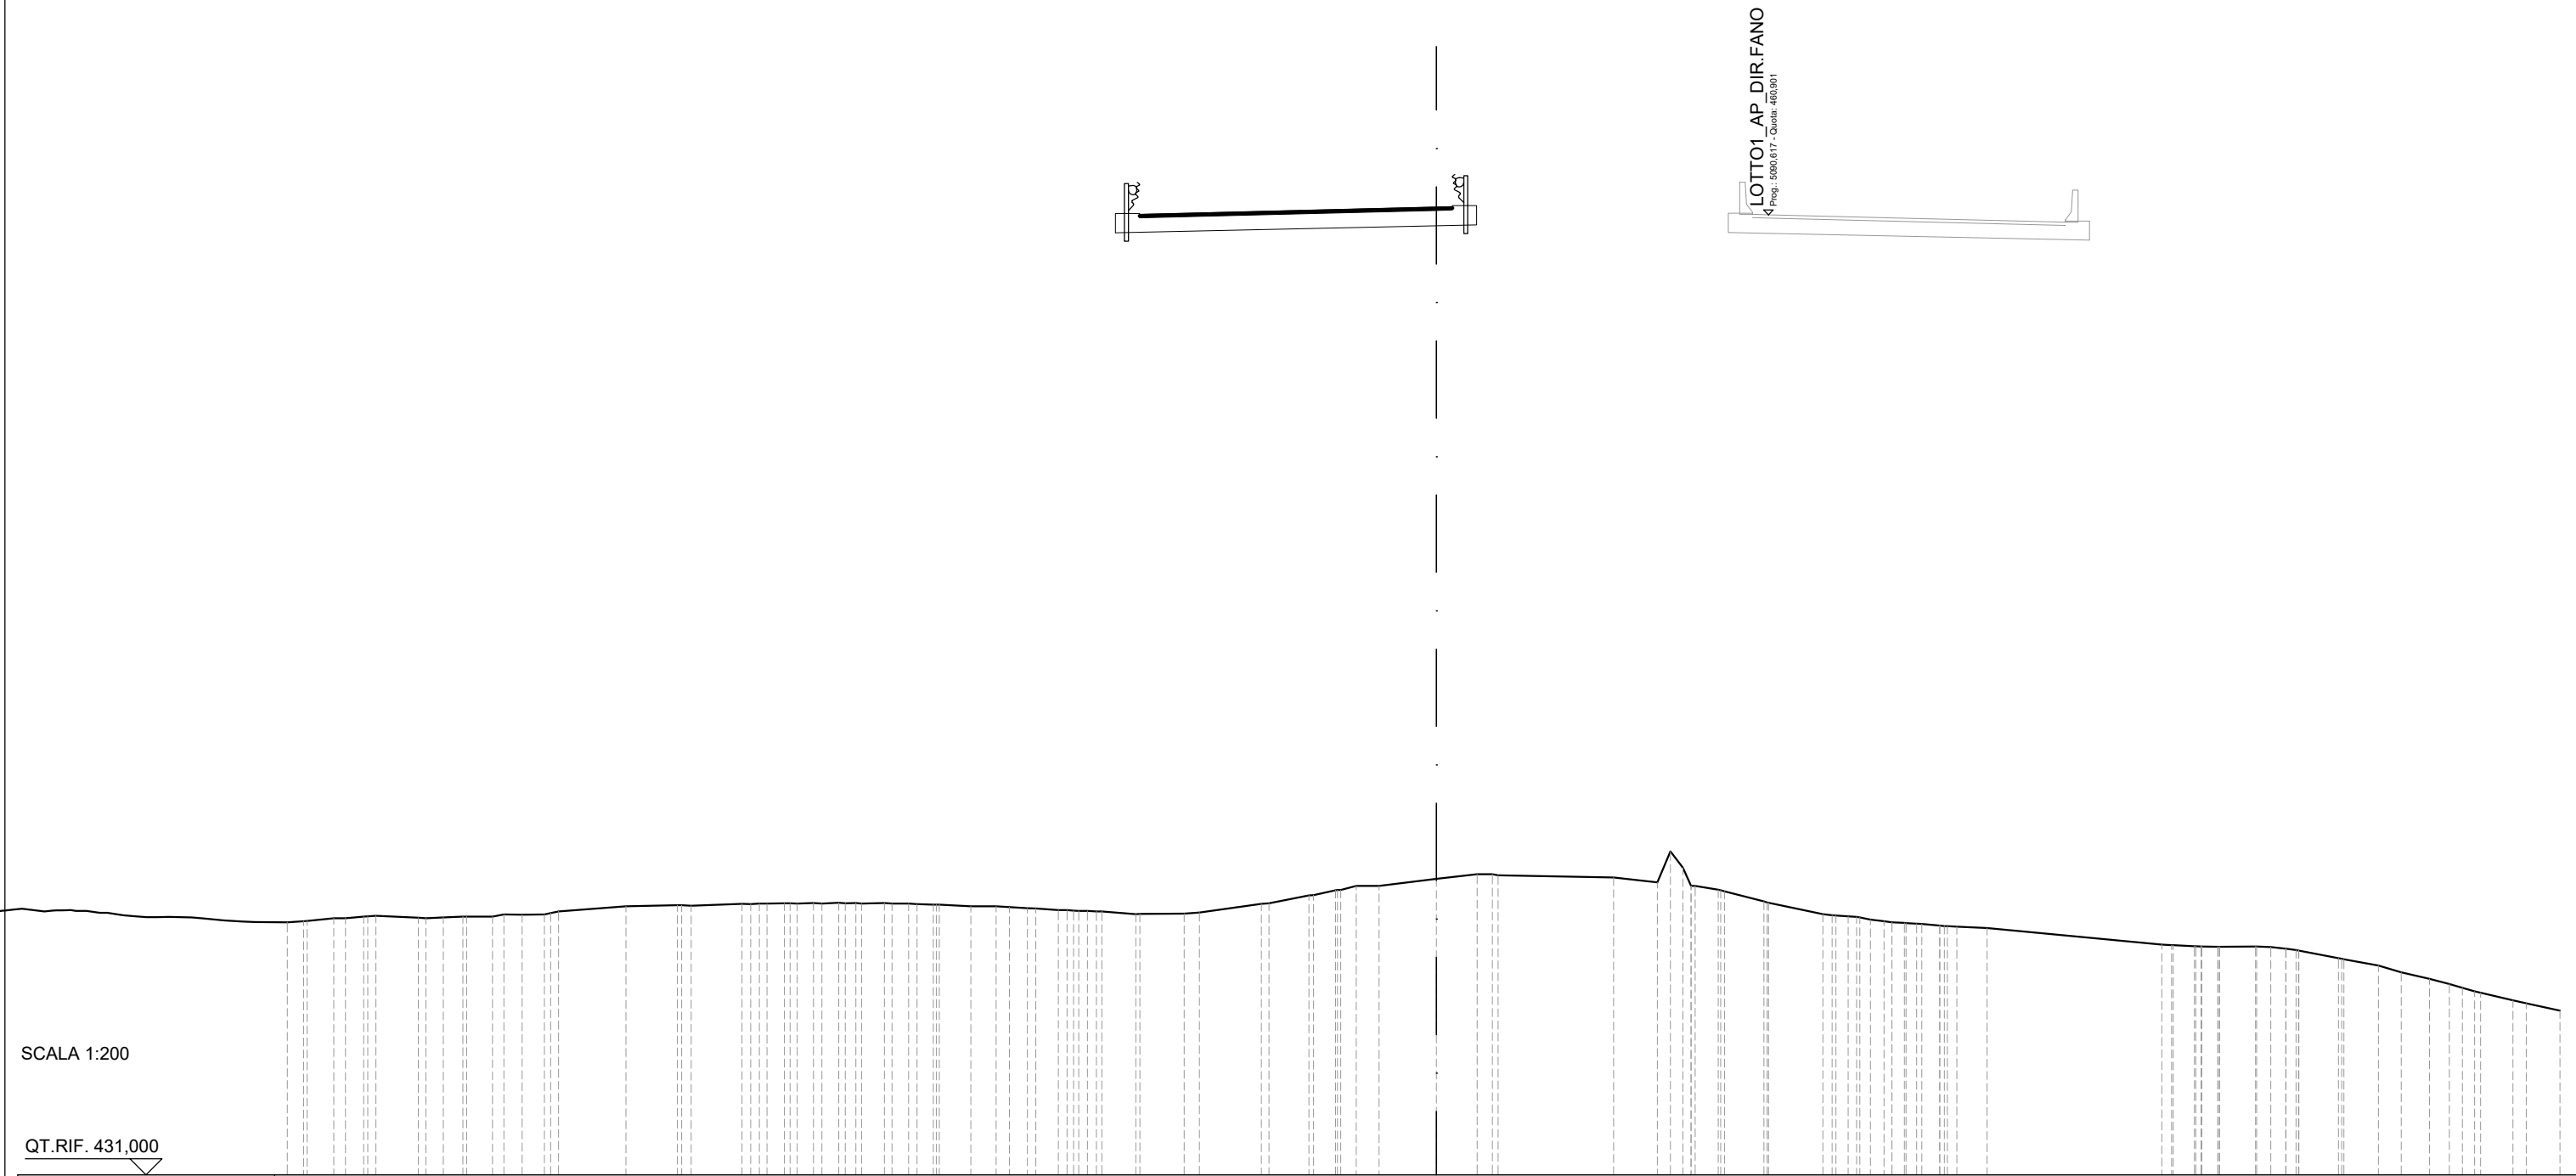 LOTTO1_AP_DIR.FANO
Prog.: 5090,617 - Quota: 460,901
SCALA 1:200
QT.RIF. 431,000